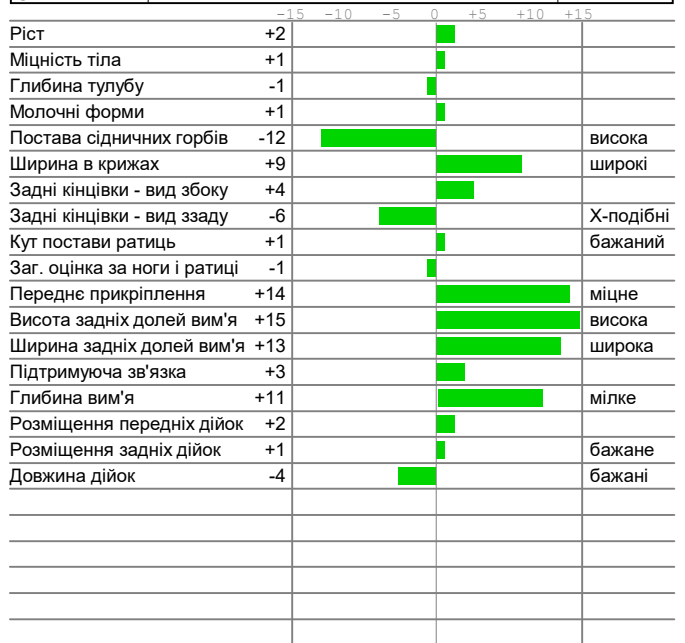 -15 -10 -5 0 +5 +10 +15
Ріст +2
Міцність тіла +1
Глибина тулубу -1
Молочні форми +1
Постава сідничних горбів -12 висока
Ширина в крижах +9 широкі
Задні кінцівки - вид збоку +4
Задні кінцівки - вид ззаду -6 Х-подібні
Кут постави ратиць +1 бажаний
Заг. оцінка за ноги і ратиці -1
Переднє прикріплення +14 міцне
Висота задніх долей вим'я +15 висока
Ширина задніх долей вим'я +13 широка
Підтримуюча зв'язка +3
Глибина вим'я +11 мілке
Розміщення передніх дійок +2
Розміщення задніх дійок +1 бажане
Довжина дійок -4 бажані